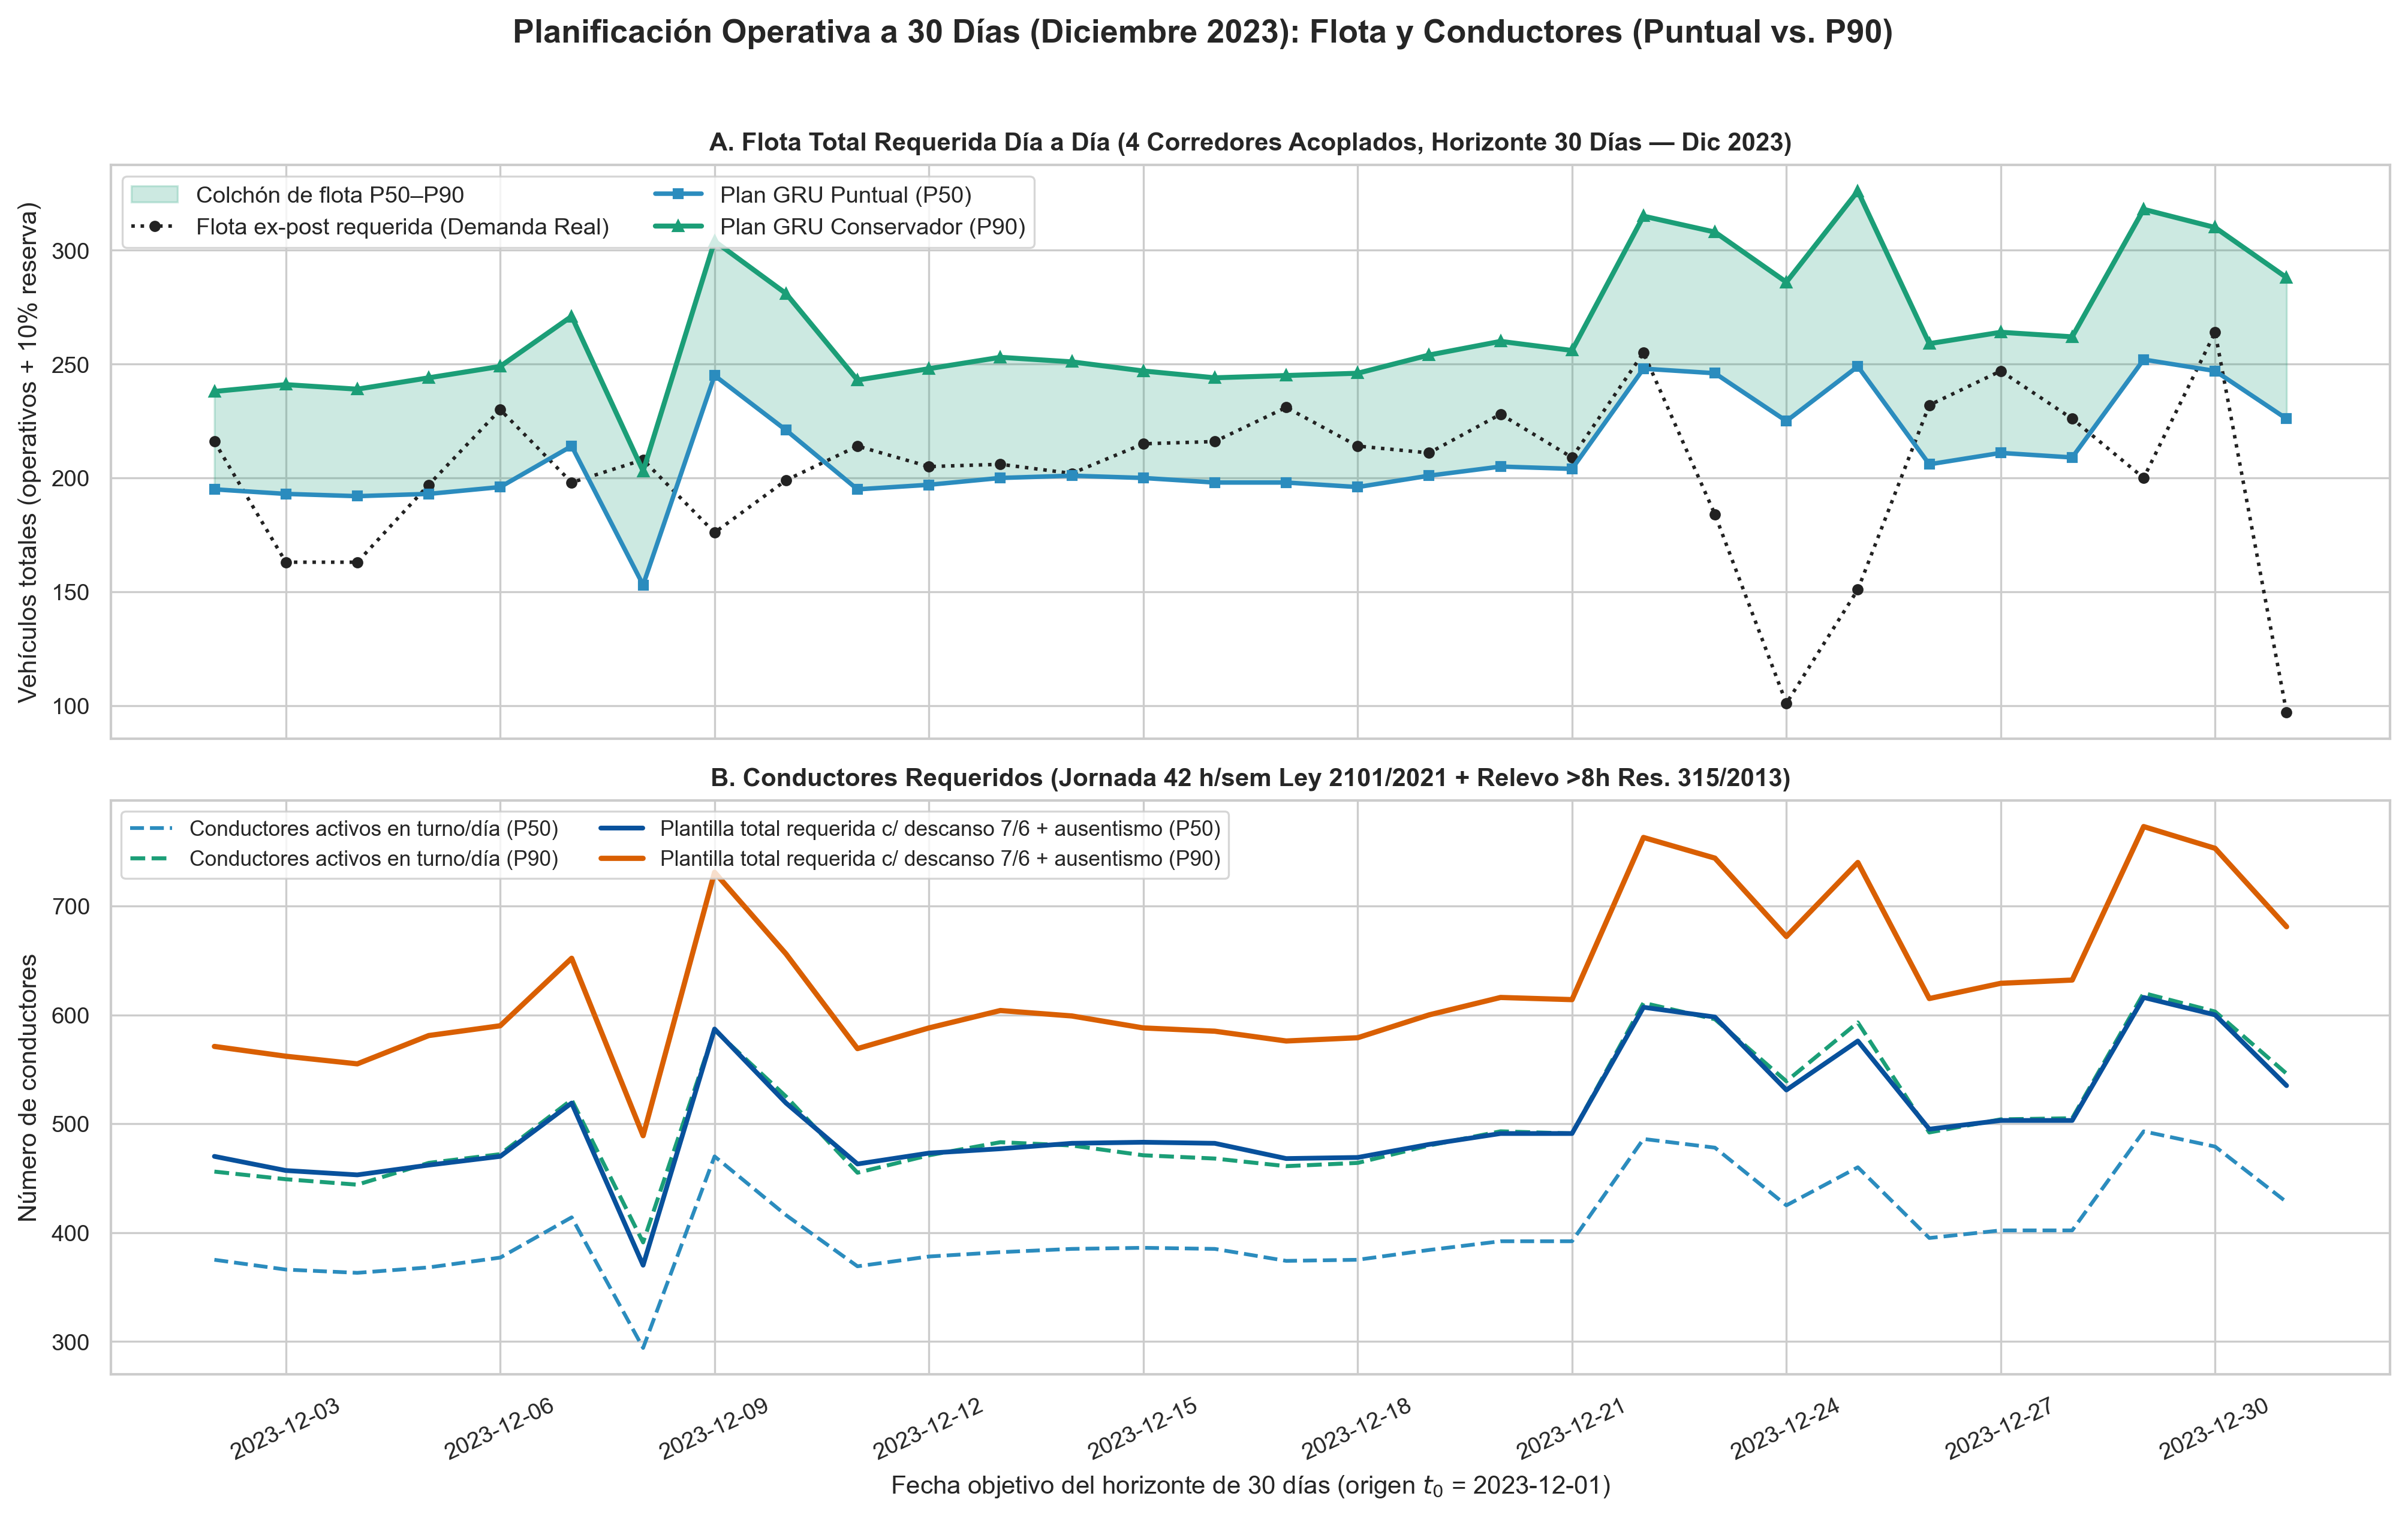 Planificación Operativa a 30 Días (Diciembre 2023): Flota y Conductores (Puntual vs. P90)
A. Flota Total Requerida Día a Día (4 Corredores Acoplados, Horizonte 30 Días — Dic 2023)
Colchón de flota P50–P90
Flota ex-post requerida (Demanda Real)
Plan GRU Puntual (P50)
Plan GRU Conservador (P90)
Vehículos totales (operativos + 10% reserva)
300
250
200
150
100
B. Conductores Requeridos (Jornada 42 h/sem Ley 2101/2021 + Relevo >8h Res. 315/2013)
Conductores activos en turno/día (P50)
Conductores activos en turno/día (P90)
Plantilla total requerida c/ descanso 7/6 + ausentismo (P50)
Plantilla total requerida c/ descanso 7/6 + ausentismo (P90)
Número de conductores
700
600
500
400
300
2023-12-03
2023-12-06
2023-12-09
2023-12-12
2023-12-15
2023-12-18
2023-12-21
2023-12-24
2023-12-27
2023-12-30
Fecha objetivo del horizonte de 30 días (origen t₀ = 2023-12-01)